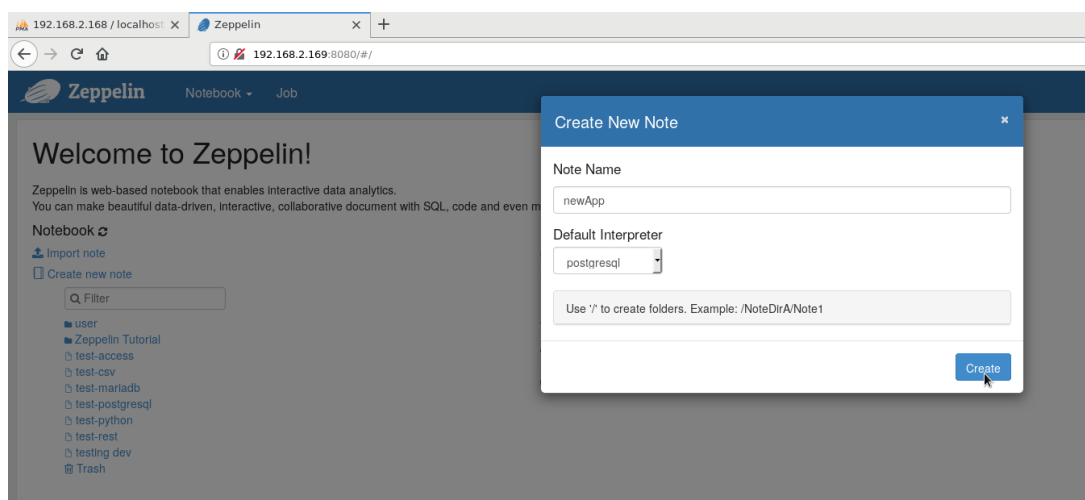 192.168.2.168 / localhost
Zeppelin
192.168.2.169:8080/#/
Zeppelin Notebook Job
Welcome to Zeppelin!
Zeppelin is web-based notebook that enables interactive data analytics.
You can make beautiful data-driven, interactive, collaborative document with SQL, code and even m
Notebook
Import note
Create new note
Filter
user
Zeppelin Tutorial
test-access
test-csv
test-mariadb
test-postgresql
test-python
test-rest
testing dev
Trash
Create New Note ×
Note Name
newApp
Default Interpreter
postgresql
Use '/' to create folders. Example: /NoteDirA/Note1
Create